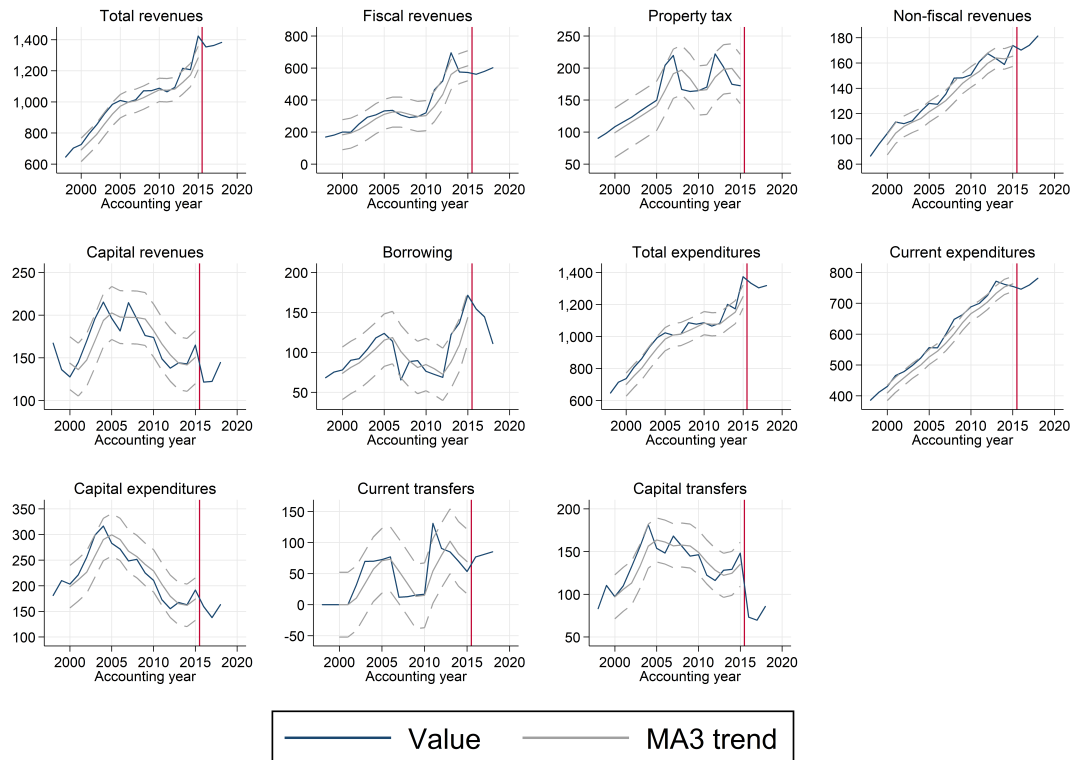 Total revenues
1,400
1,200
1,000
800
600
2000 2005 2010 2015 2020
Accounting year
Fiscal revenues
800
600
400
200
0
2000 2005 2010 2015 2020
Accounting year
Property tax
250
200
150
100
50
2000 2005 2010 2015 2020
Accounting year
Non-fiscal revenues
180
160
140
120
100
80
2000 2005 2010 2015 2020
Accounting year
Capital revenues
250
200
150
100
2000 2005 2010 2015 2020
Accounting year
Borrowing
200
150
100
50
2000 2005 2010 2015 2020
Accounting year
Total expenditures
1,400
1,200
1,000
800
600
2000 2005 2010 2015 2020
Accounting year
Current expenditures
800
700
600
500
400
2000 2005 2010 2015 2020
Accounting year
Capital expenditures
350
300
250
200
150
100
2000 2005 2010 2015 2020
Accounting year
Current transfers
150
100
50
0
-50
2000 2005 2010 2015 2020
Accounting year
Capital transfers
200
150
100
50
2000 2005 2010 2015 2020
Accounting year
Value MA3 trend